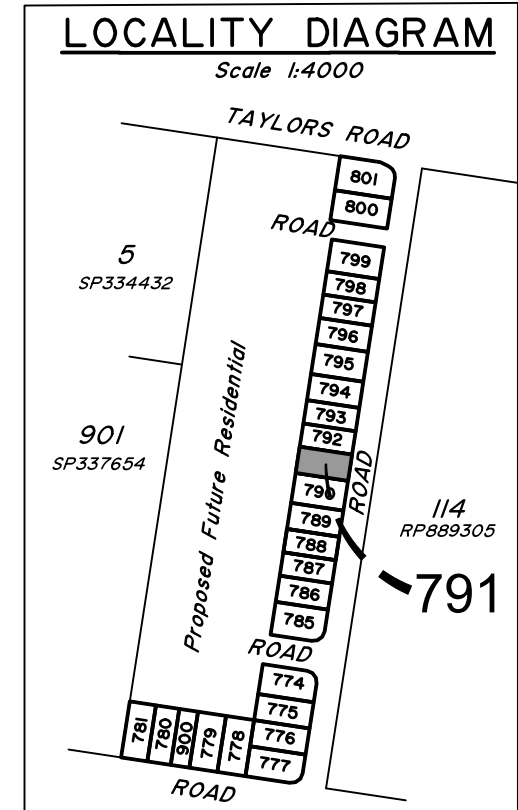 LOCALITY DIAGRAM
Scale 1:4000
TAYLORS ROAD
801
800
ROAD
5
SP334432
799
798
797
796
795
794
793
792
Proposed Future Residential
901
SP337654
ROAD
790
789
788
787
786
785
114
RP889305
791
ROAD
774
775
776
777
781
780
900
779
778
ROAD